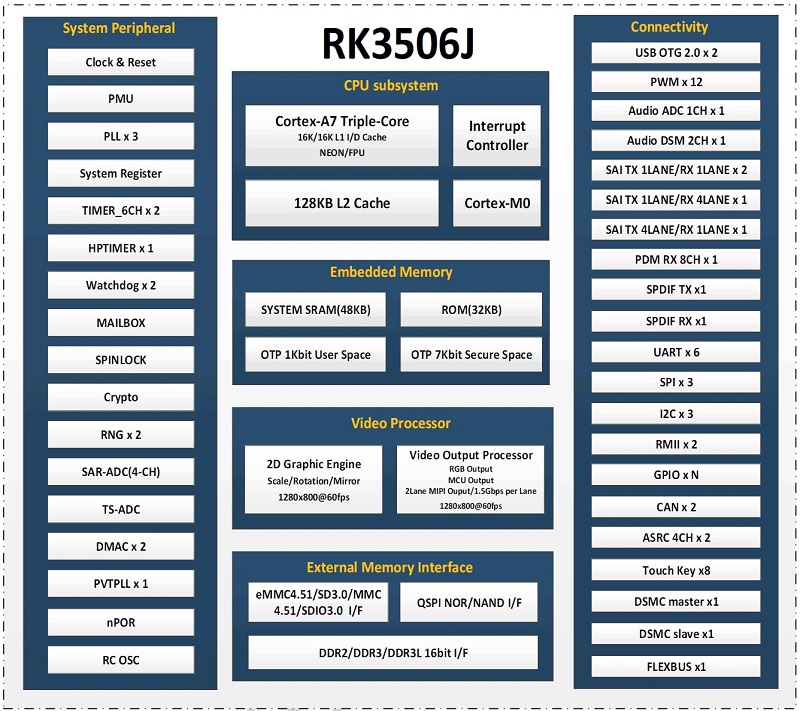 RK3506J
System Peripheral
Clock & Reset
PMU
PLL x 3
System Register
TIMER_6CH x 2
HPTIMER x 1
Watchdog x 2
MAILBOX
SPINLOCK
Crypto
RNG x 2
SAR-ADC(4-CH)
TS-ADC
DMAC x 2
PVTPLL x 1
nPOR
RC OSC
CPU subsystem
Cortex-A7 Triple-Core
16K/16K L1 I/D Cache
NEON/FPU
Interrupt
Controller
128KB L2 Cache
Cortex-M0
Embedded Memory
SYSTEM SRAM(48KB)
ROM(32KB)
OTP 1Kbit User Space
OTP 7Kbit Secure Space
Video Processor
2D Graphic Engine
Scale/Rotation/Mirror
1280x800@60fps
Video Output Processor
RGB Output
MCU Output
2Lane MIPI Ouput/1.5Gbps per Lane
1280x800@60fps
External Memory Interface
eMMC4.51/SD3.0/MMC
4.51/SDIO3.0 I/F
QSPI NOR/NAND I/F
DDR2/DDR3/DDR3L 16bit I/F
Connectivity
USB OTG 2.0 x 2
PWM x 12
Audio ADC 1CH x 1
Audio DSM 2CH x 1
SAI TX 1LANE/RX 1LANE x 2
SAI TX 1LANE/RX 4LANE x 1
SAI TX 4LANE/RX 1LANE x 1
PDM RX 8CH x 1
SPDIF TX x1
SPDIF RX x1
UART x 6
SPI x 3
I2C x 3
RMII x 2
GPIO x N
CAN x 2
ASRC 4CH x 2
Touch Key x8
DSMC master x1
DSMC slave x1
FLEXBUS x1